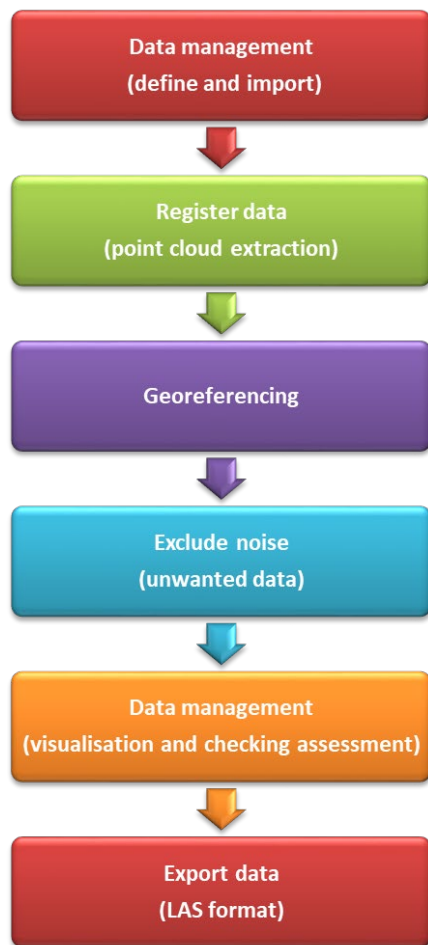 Data management
(define and import)
Register data
(point cloud extraction)
Georeferencing
Exclude noise
(unwanted data)
Data management
(visualisation and checking assessment)
Export data
(LAS format)